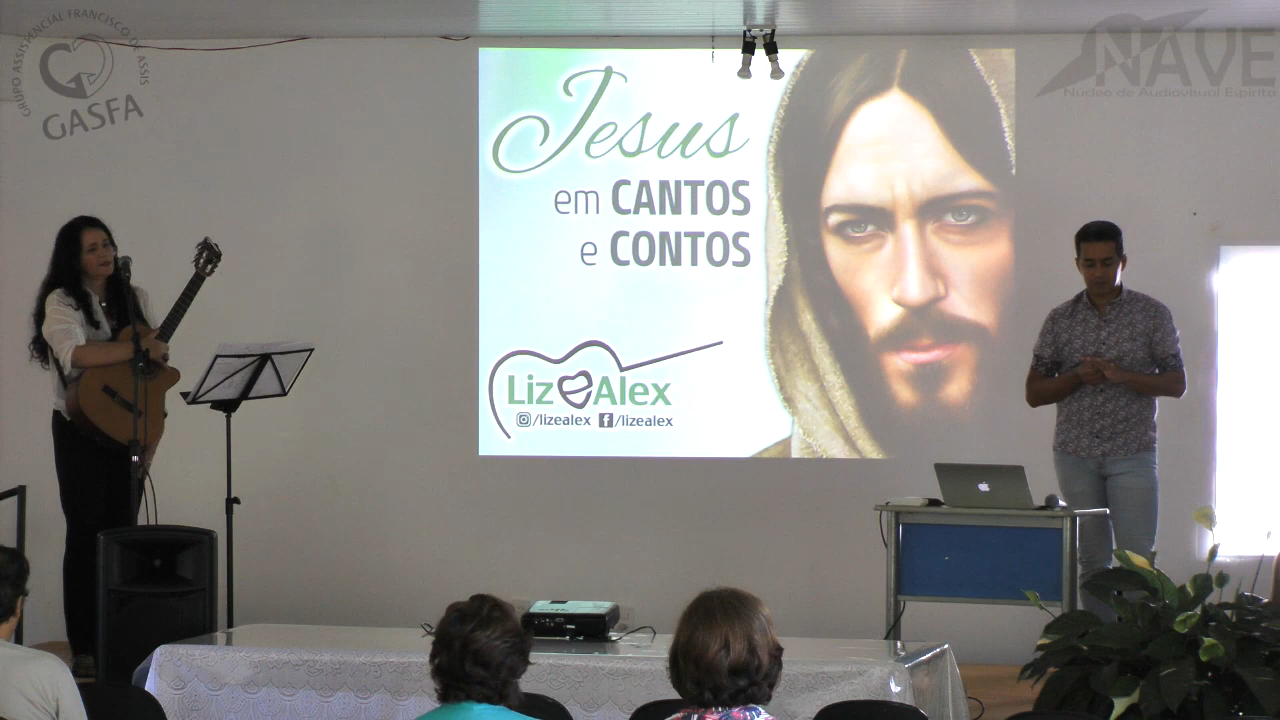 GRUPO ASSISTENCIAL FRANCISCO DE ASSIS
GASFA
NAVE
Núcleo de Audiovisual Espírita
Jesus
em CANTOS
e CONTOS
Liz e Alex
/lizealex f/lizealex